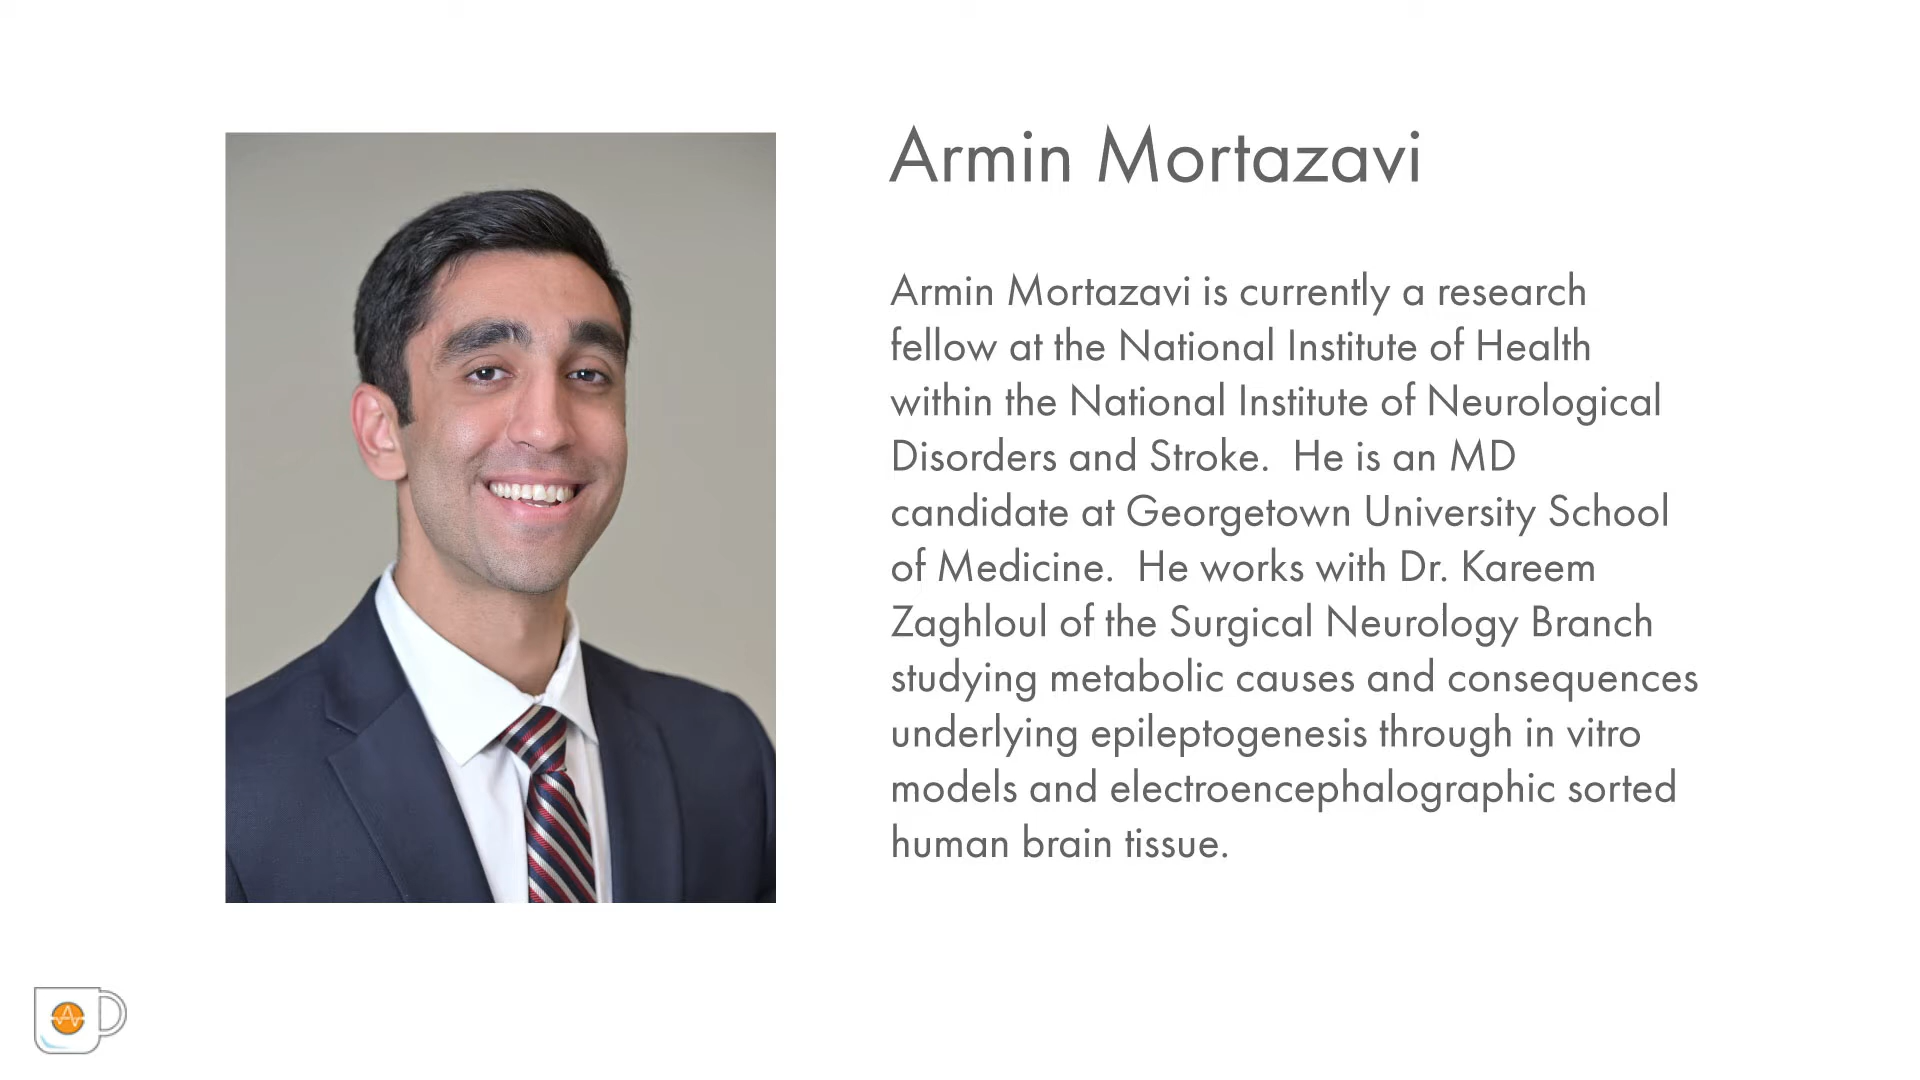 Armin Mortazavi
Armin Mortazavi is currently a research
fellow at the National Institute of Health
within the National Institute of Neurological
Disorders and Stroke.  He is an MD
candidate at Georgetown University School
of Medicine.  He works with Dr. Kareem
Zaghloul of the Surgical Neurology Branch
studying metabolic causes and consequences
underlying epileptogenesis through in vitro
models and electroencephalographic sorted
human brain tissue.